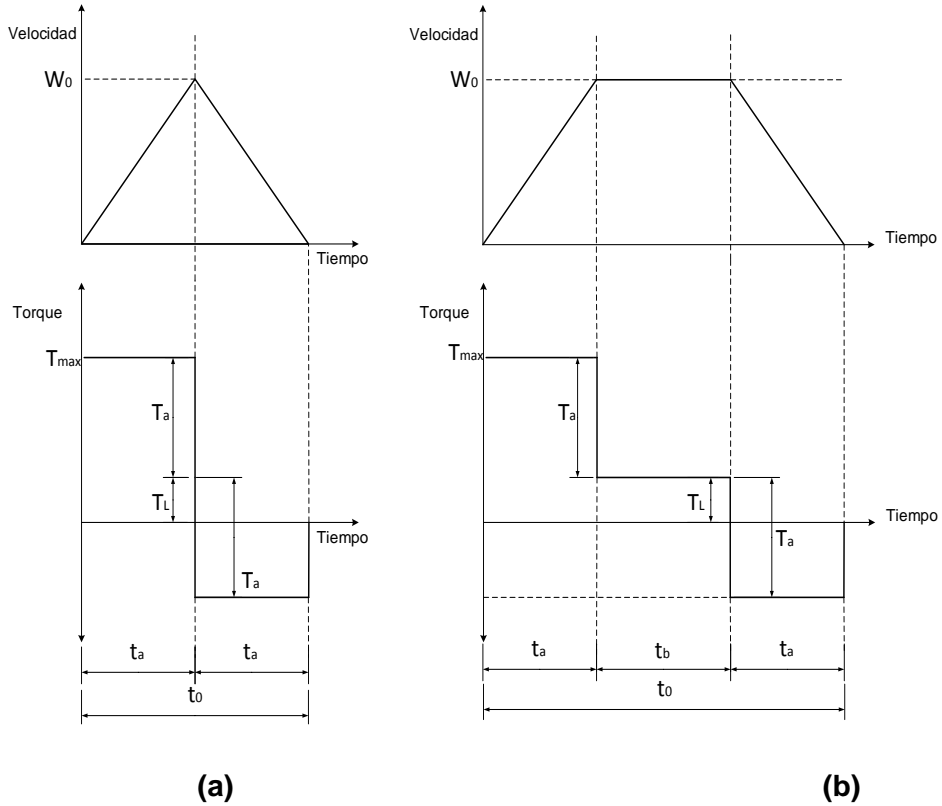 Velocidad
W0
Tiempo
Torque
Tmax
Ta
TL
Tiempo
Ta
ta
ta
t0
(a)
Velocidad
W0
Tiempo
Torque
Tmax
Ta
TL
Tiempo
Ta
ta
tb
ta
t0
(b)